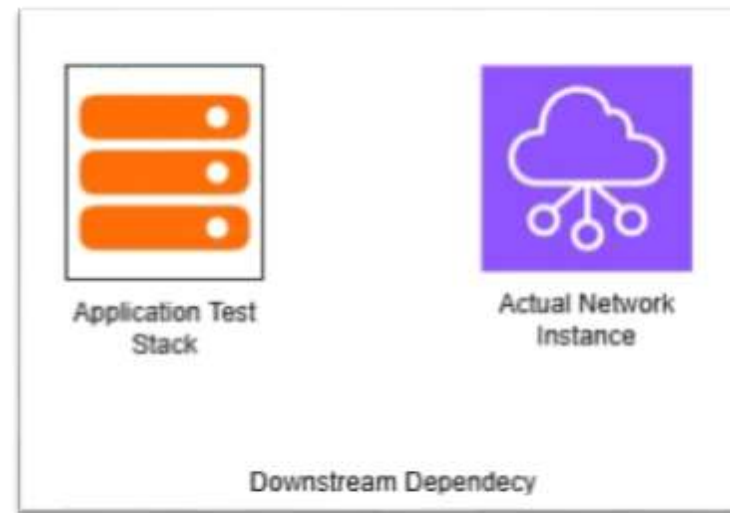 Application Test
Stack
Actual Network
Instance
Downstream Dependecy